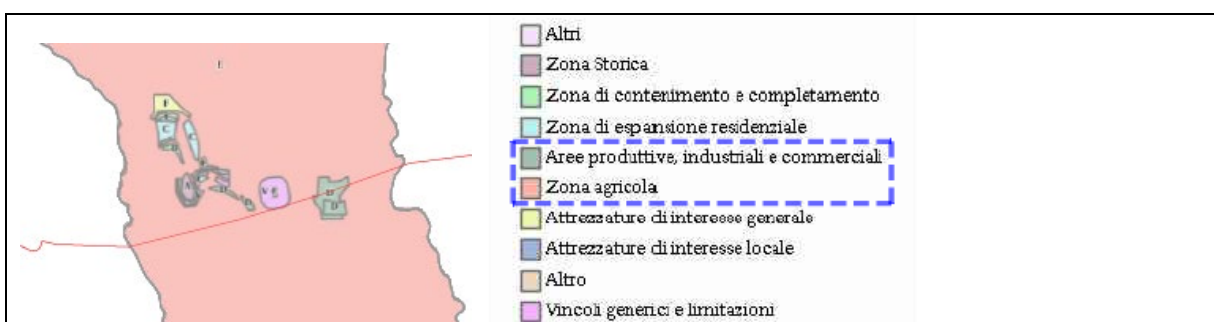 Altri
Zona Storica
Zona di contenimento e completamento
Zona di espansione residenziale
Aree produttive, industriali e commerciali
Zona agricola
Attrezzature di interesse generale
Attrezzature di interesse locale
Altro
Vincoli generici e limitazioni
E
F
C